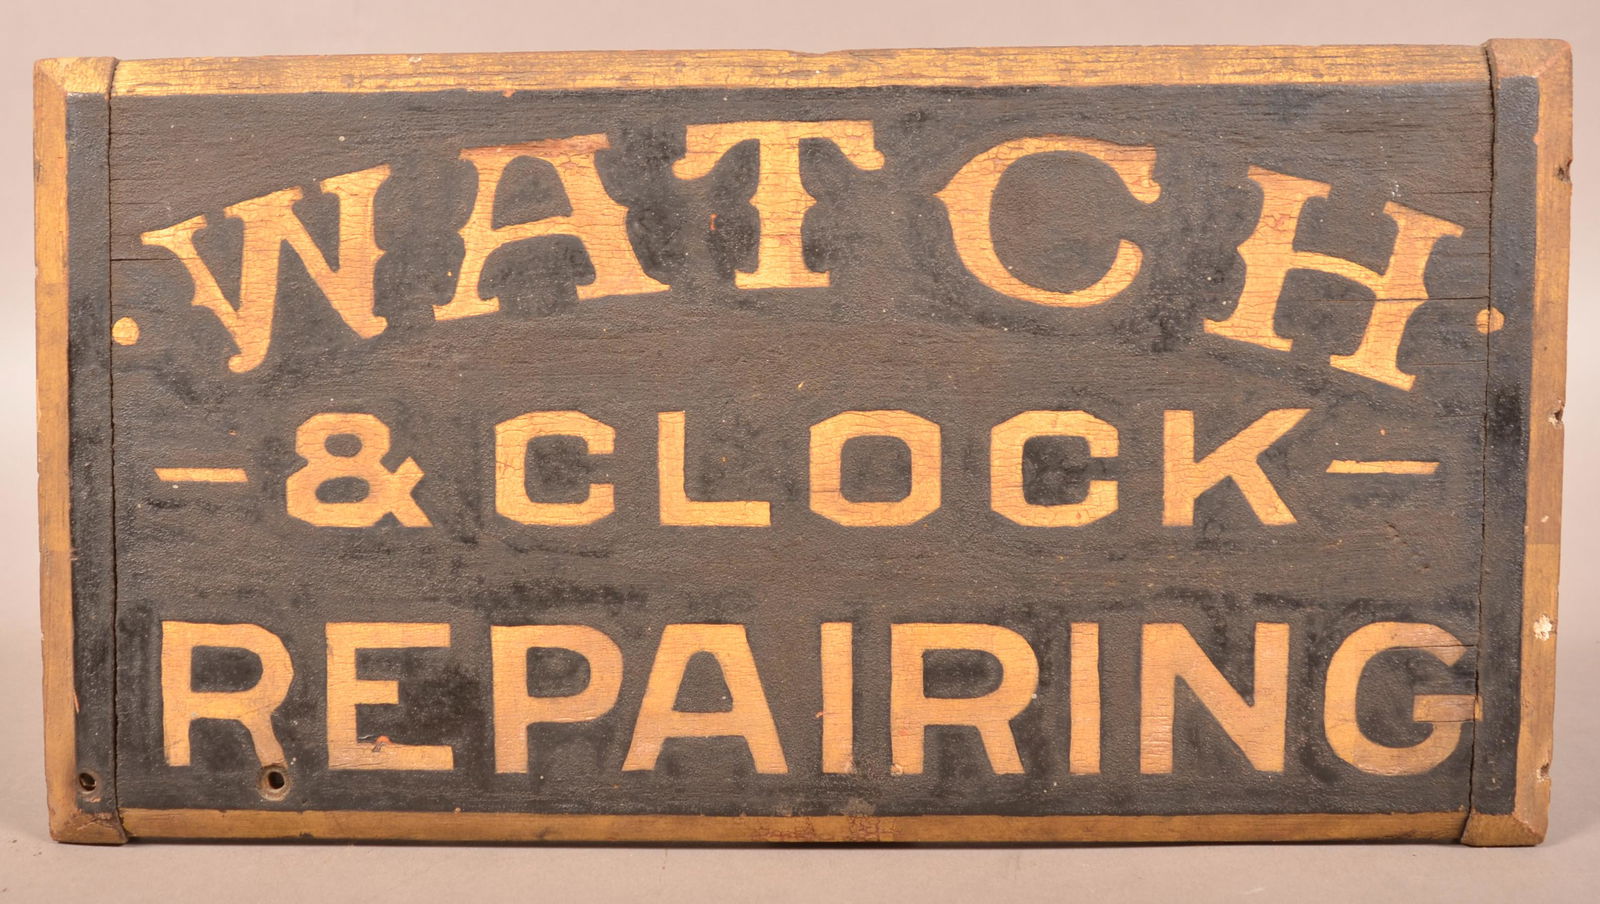 ·WATCH·
-& CLOCK-
REPAIRING